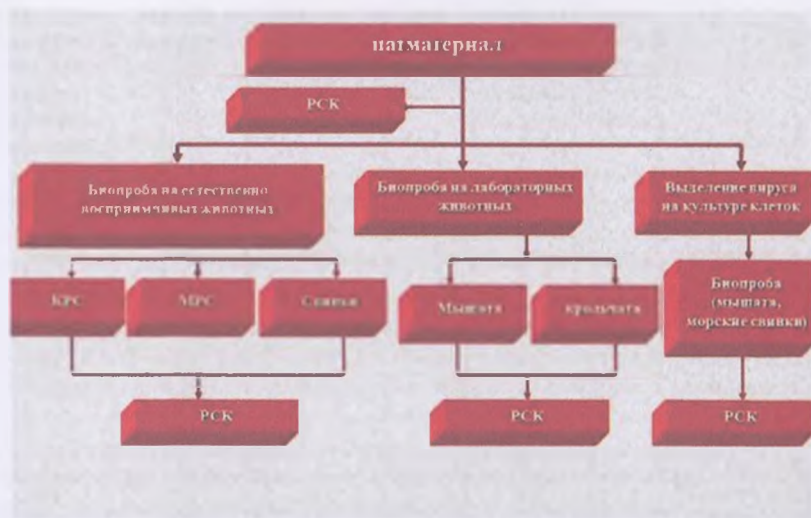 патматернал
РСК
Биопроба на естественно
восприимчивых животных
Биопроба на лабораторных
животных
Выделение вируса
на культуре клеток
КРС
МРС
Свиньи
Мышата
крольчата
Биопроба
(мышата,
морские свинки)
РСК
РСК
РСК